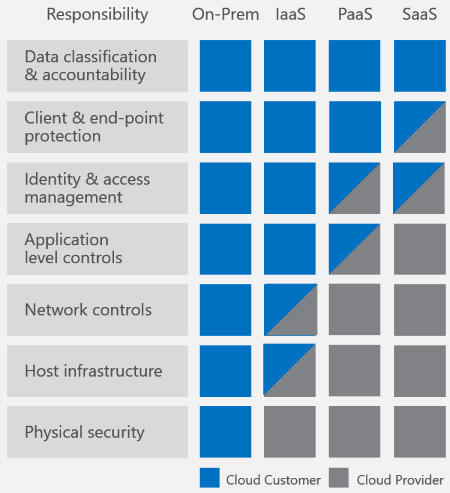 Responsibility On-Prem IaaS PaaS SaaS
Data classification
& accountability
Client & end-point
protection
Identity & access
management
Application
level controls
Network controls
Host infrastructure
Physical security
Cloud Customer Cloud Provider